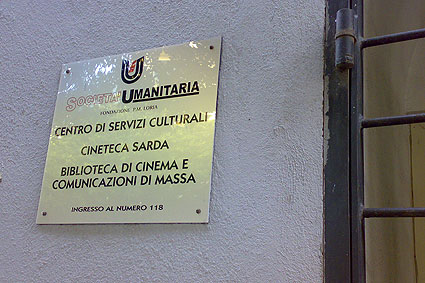 SOCIETÀ UMANITARIA
FONDAZIONE P.M. LORIA
CENTRO DI SERVIZI CULTURALI
CINETECA SARDA
BIBLIOTECA DI CINEMA E
COMUNICAZIONI DI MASSA
INGRESSO AL NUMERO 118